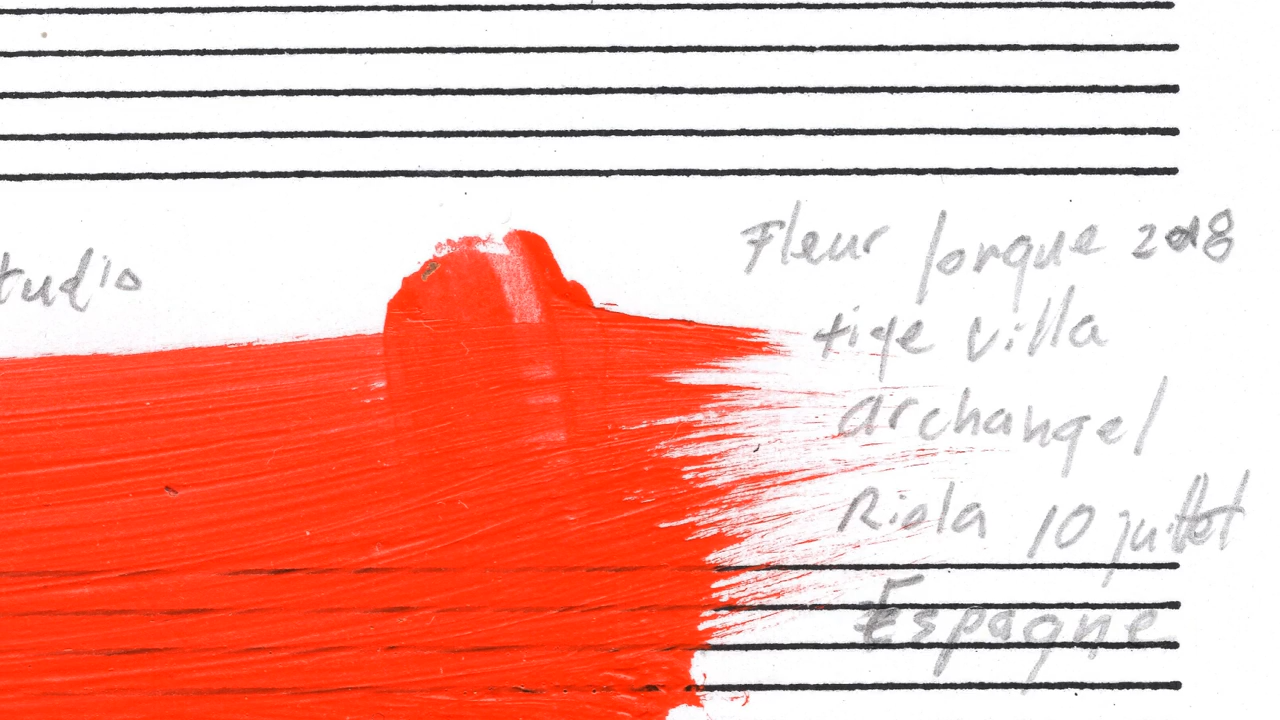 tudio
Fleur Jorque 2018
tige villa
archangel
Riola 10 juillet
Espagne